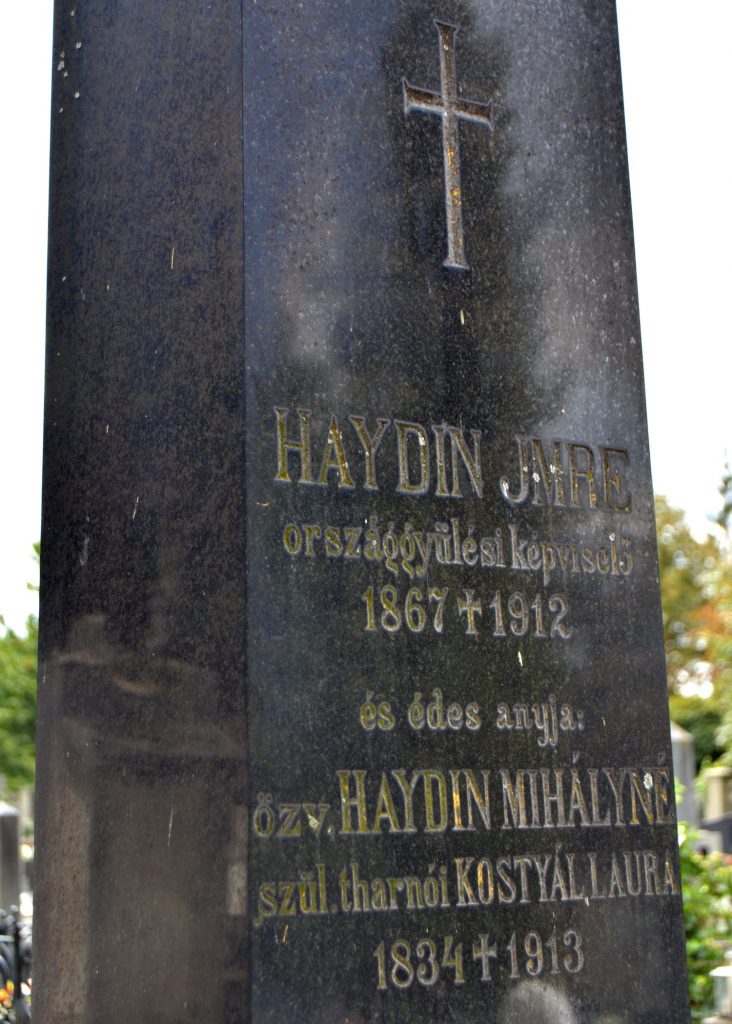 HAYDIN JMRE
országgyülési képviselő
1867 ✝ 1912
és édes anyja:
özv. HAYDIN MIHÁLYNÉ
szül. tharnói KOSTYÁL LAURA
1834 ✝ 1913